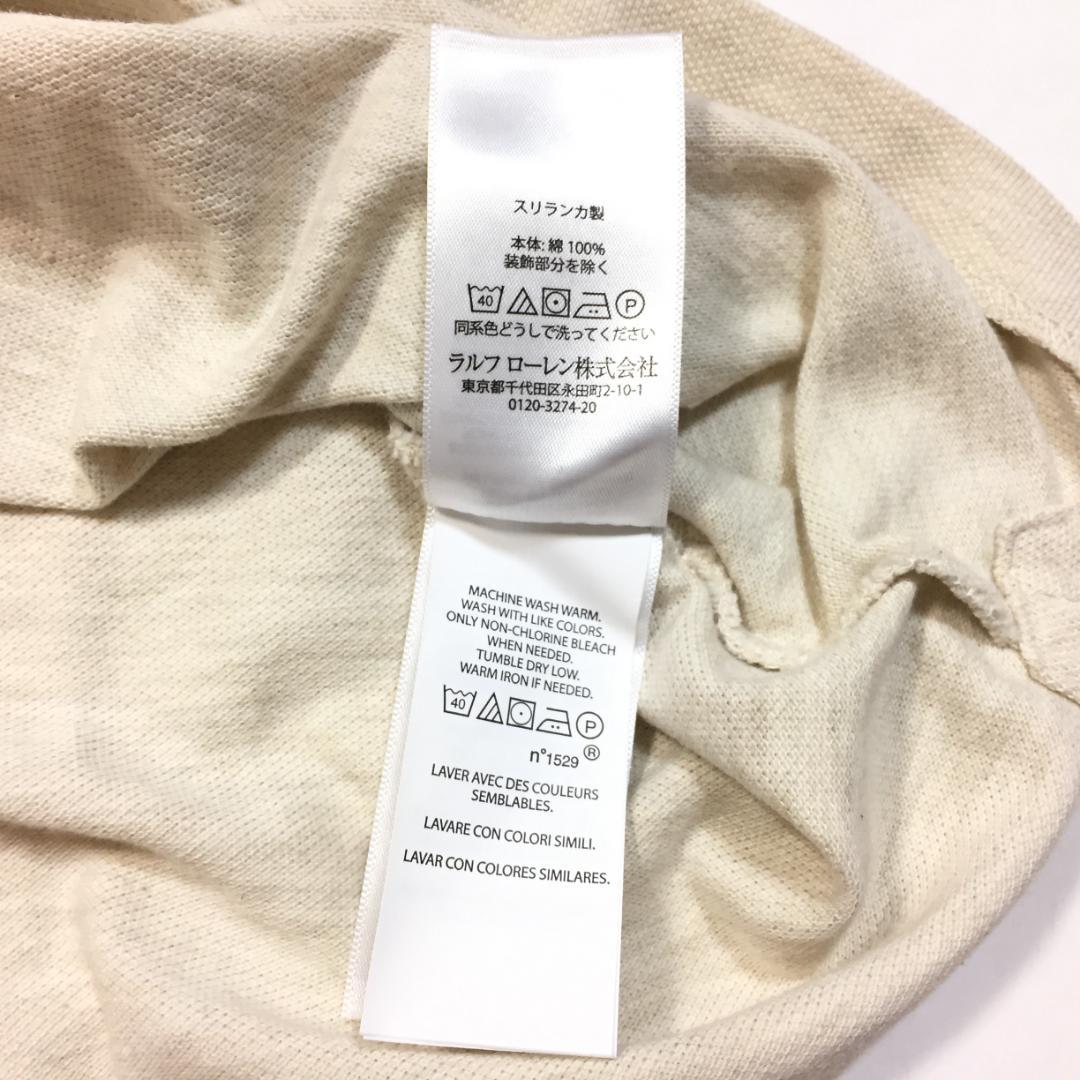 スリランカ製
本体: 綿 100%
装飾部分を除く
40 P
同系色どうしで洗ってください
ラルフ ローレン株式会社
東京都千代田区永田町2-10-1
0120-3274-20
MACHINE WASH WARM.
WASH WITH LIKE COLORS.
ONLY NON-CHLORINE BLEACH
WHEN NEEDED.
TUMBLE DRY LOW.
WARM IRON IF NEEDED.
40 P
n°1529 ®
LAVER AVEC DES COULEURS
SEMBLABLES.
LAVARE CON COLORI SIMILI.
LAVAR CON COLORES SIMILARES.